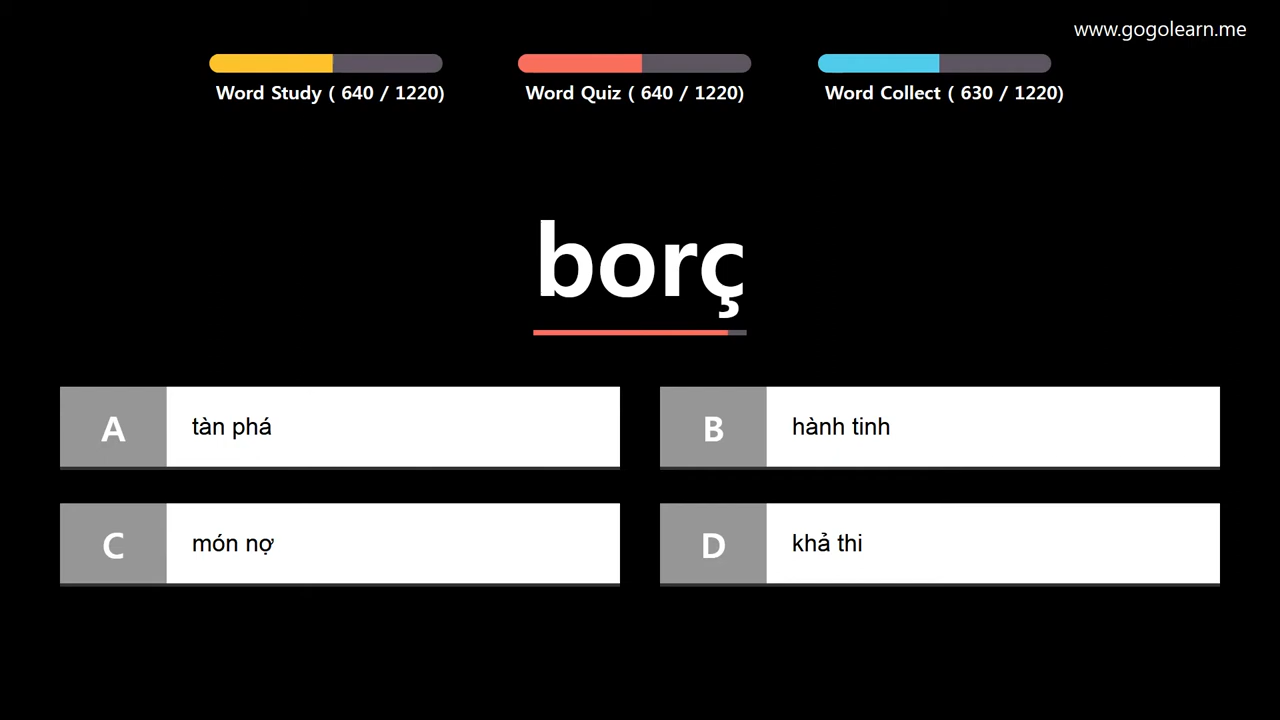 www.gogolearn.me
Word Study ( 640 / 1220)
Word Quiz ( 640 / 1220)
Word Collect ( 630 / 1220)
borç
A tàn phá
B hành tinh
C món nợ
D khả thi